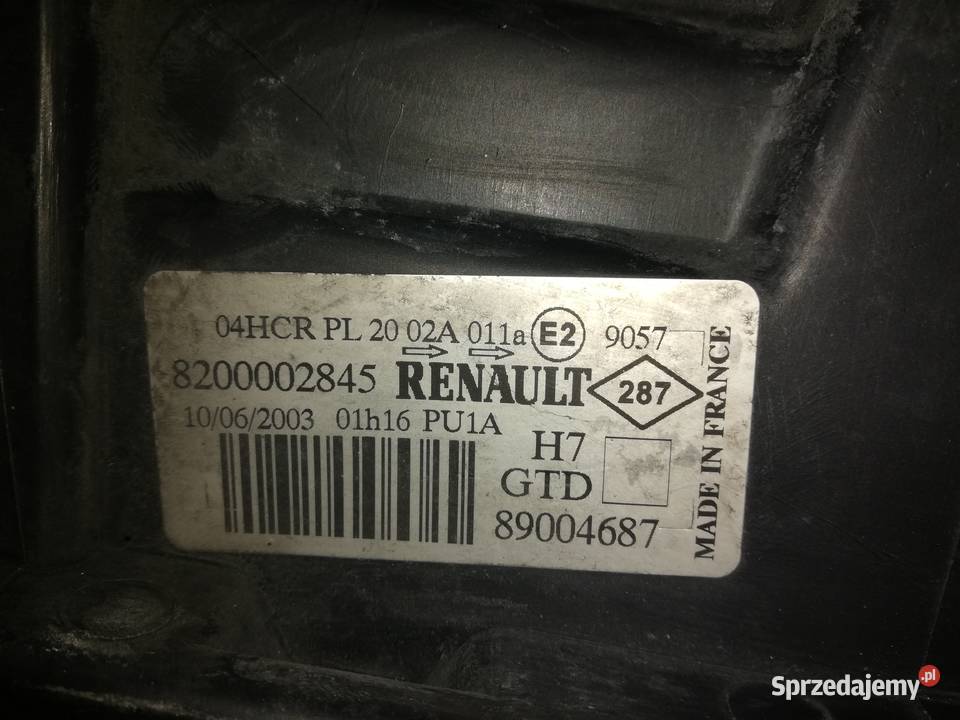 04HCR PL 20 02A 011a E2 9057
8200002845 RENAULT 287
10/06/2003 01h16 PU1A
H7
GTD
89004687
MADE IN FRANCE
Sprzedajemy.pl